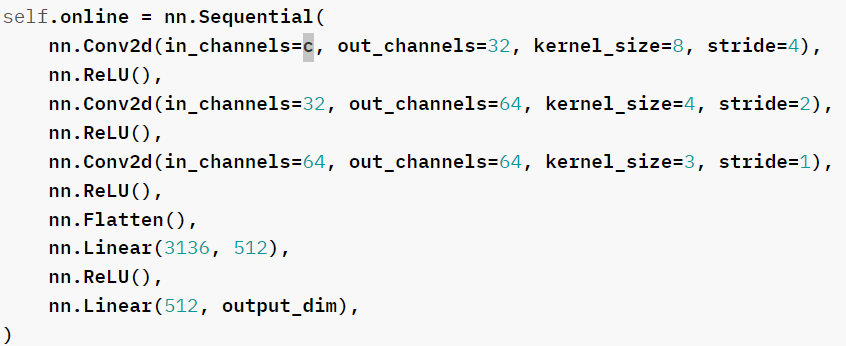 self.online = nn.Sequential(
    nn.Conv2d(in_channels=c, out_channels=32, kernel_size=8, stride=4),
    nn.ReLU(),
    nn.Conv2d(in_channels=32, out_channels=64, kernel_size=4, stride=2),
    nn.ReLU(),
    nn.Conv2d(in_channels=64, out_channels=64, kernel_size=3, stride=1),
    nn.ReLU(),
    nn.Flatten(),
    nn.Linear(3136, 512),
    nn.ReLU(),
    nn.Linear(512, output_dim),
)